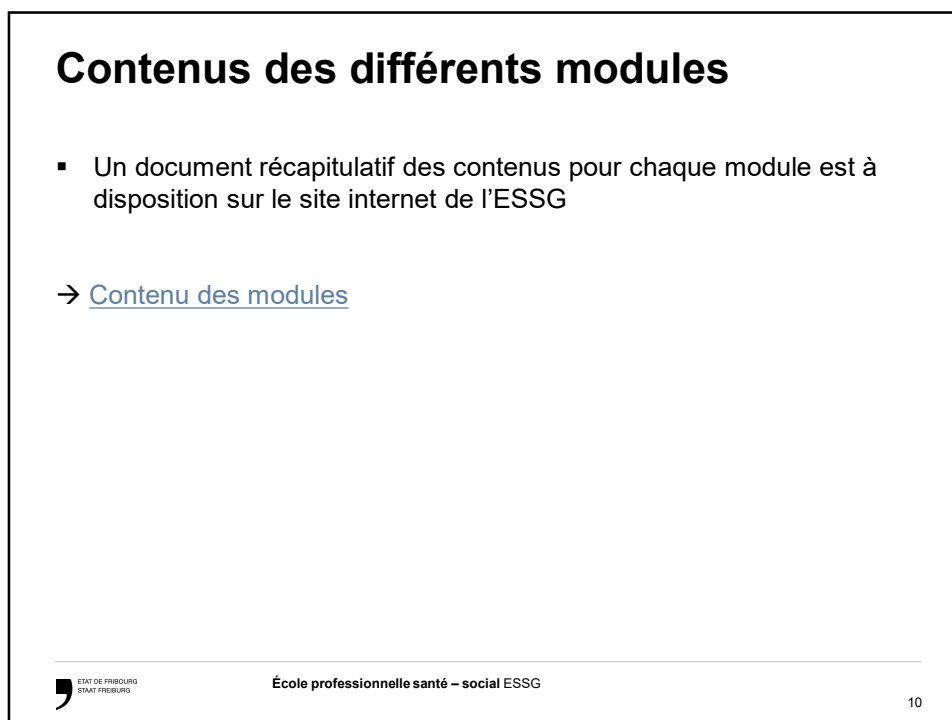 Contenus des différents modules
▪ Un document récapitulatif des contenus pour chaque module est à
disposition sur le site internet de l’ESSG
→ Contenu des modules
ETAT DE FRIBOURG
STAAT FREIBURG
École professionnelle santé – social ESSG
10